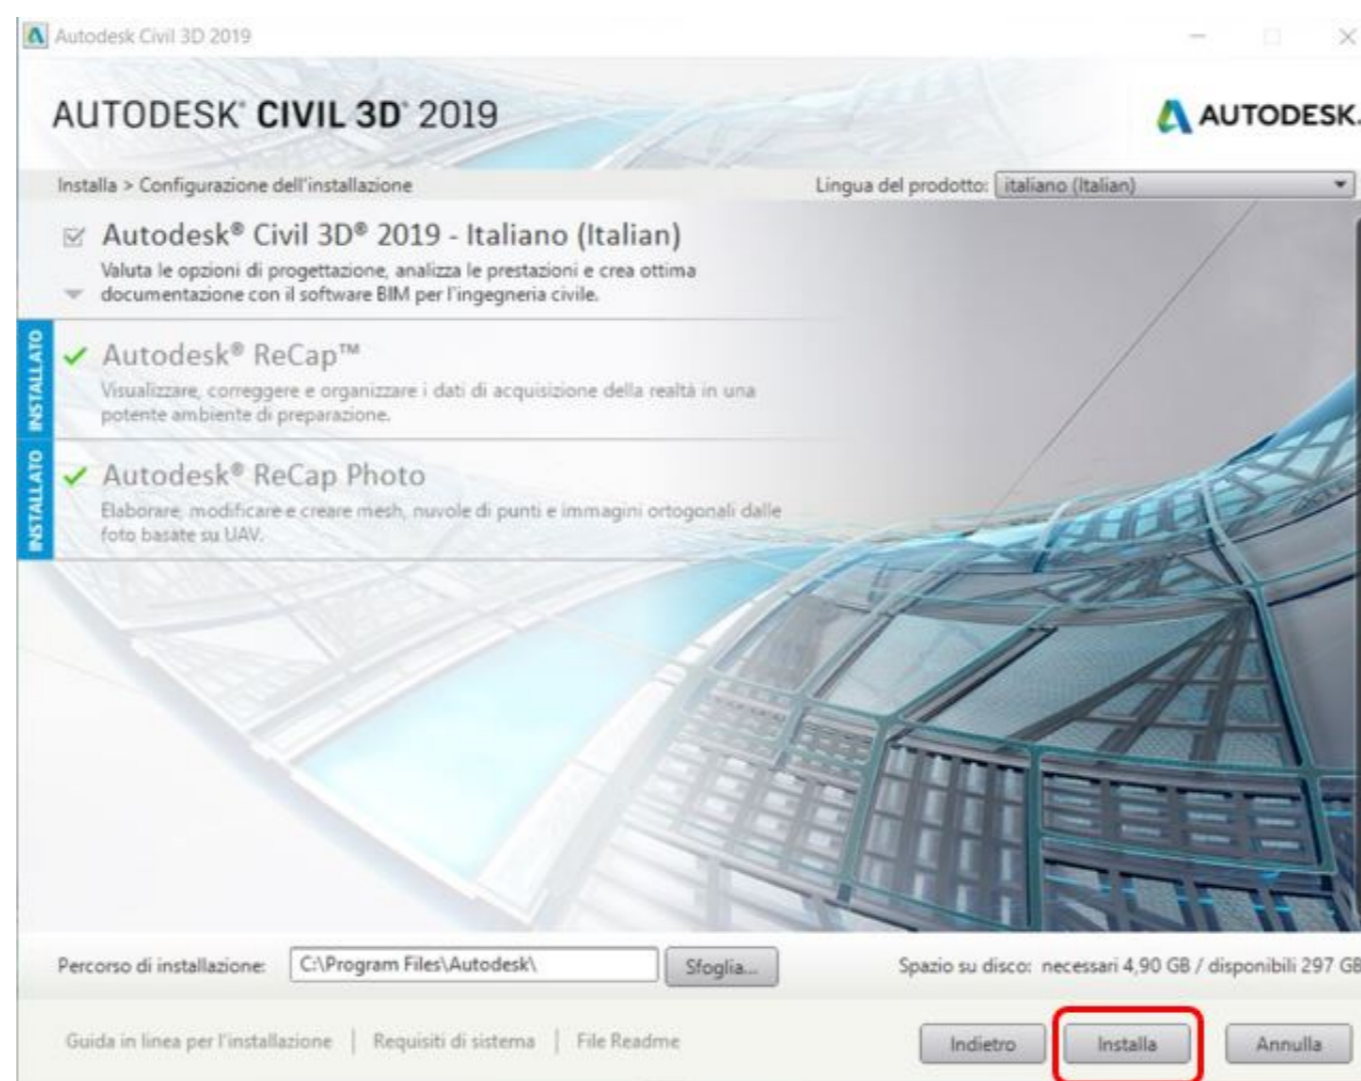 Autodesk Civil 3D 2019
AUTODESK® CIVIL 3D® 2019
AUTODESK.
Installa > Configurazione dell'installazione
Lingua del prodotto: italiano (Italian)
Autodesk® Civil 3D® 2019 - Italiano (Italian)
Valuta le opzioni di progettazione, analizza le prestazioni e crea ottima
documentazione con il software BIM per l'ingegneria civile.
INSTALLATO
Autodesk® ReCap™
Visualizzare, correggere e organizzare i dati di acquisizione della realtà in una
potente ambiente di preparazione.
INSTALLATO
Autodesk® ReCap Photo
Elaborare, modificare e creare mesh, nuvole di punti e immagini ortogonali dalle
foto basate su UAV.
Percorso di installazione: C:\Program Files\Autodesk\ Sfoglia...
Spazio su disco: necessari 4,90 GB / disponibili 297 GB
Guida in linea per l'installazione | Requisiti di sistema | File Readme
Indietro Installa Annulla